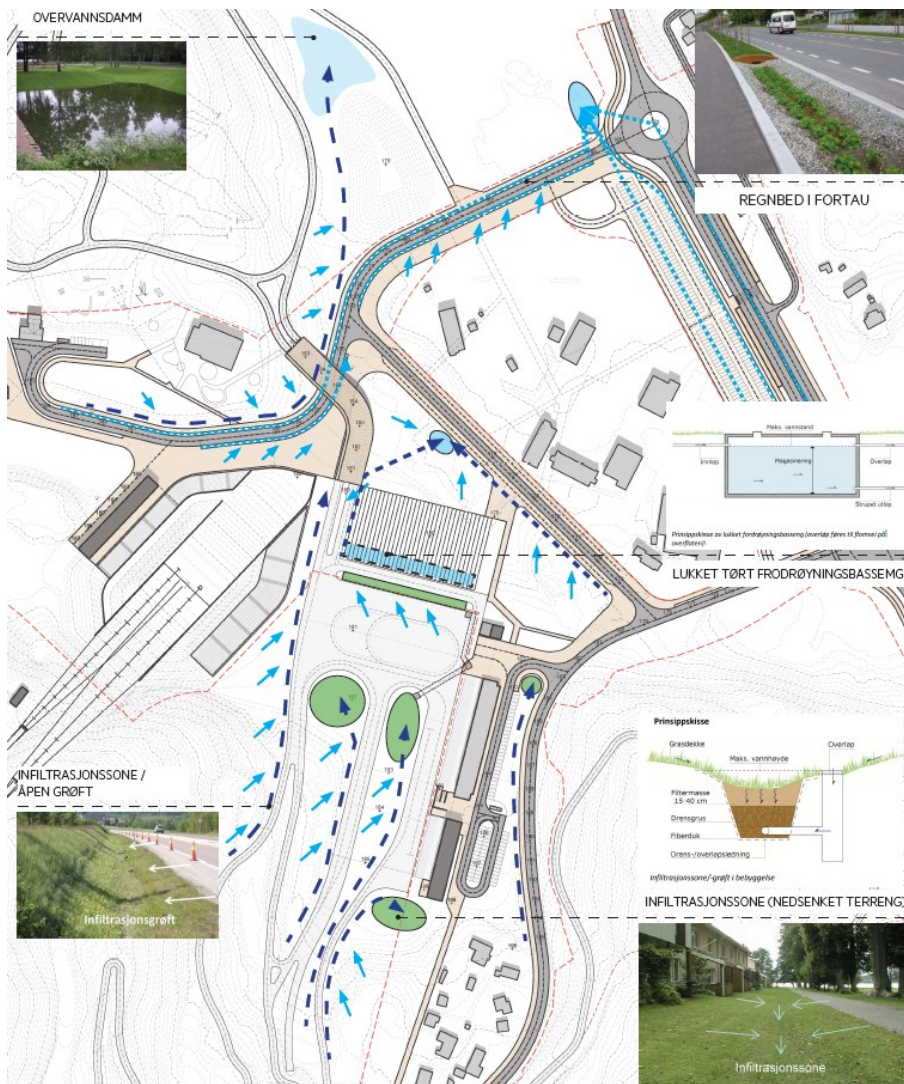 OVERVANNSDAMM
REGNBED I FORTAU
Maks. vannstand
Innløp
Magasinering
Overløp
Strupet utløp
Prinsippskisse av lukket fordrøyningsbasseng (overløp føres til flomvei på
overflaten).
LUKKET TØRT FRODRØYNINGSBASSEMG
INFILTRASJONSSONE /
ÅPEN GRØFT
Infiltrasjonsgrøft
Prinsippskisse
Grasdekke
Maks. vannhøyde
Overløp
Filtermasse
15-40 cm
Drensgrus
Fiberduk
Drens-/overløpsledning
Infiltrasjonssone/-grøft i bebyggelse
INFILTRASJONSSONE (NEDSENKET TERRENG)
Infiltrasjonssone